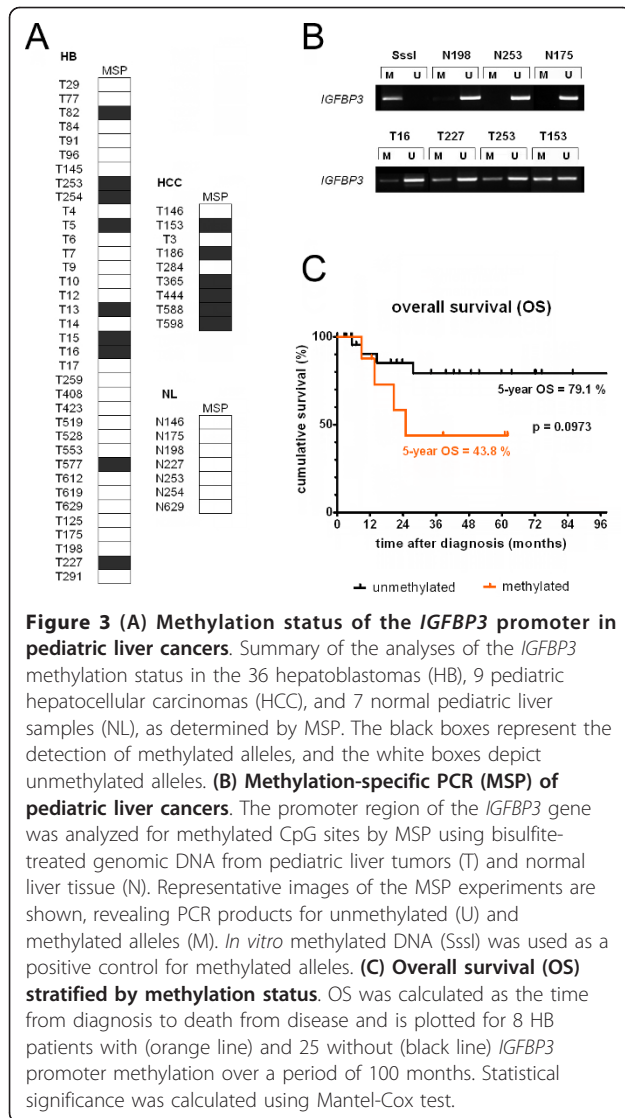 A
HB
MSP
T29
T77
T82
T84
T91
T96
T145
T253
T254
T4
T5
T6
T7
T9
T10
T12
T13
T14
T15
T16
T17
T259
T408
T423
T519
T528
T553
T577
T612
T619
T629
T125
T175
T198
T227
T291
HCC
MSP
T146
T153
T3
T186
T284
T365
T444
T588
T598
NL
MSP
N146
N175
N198
N227
N253
N254
N629
B
SssI N198 N253 N175
M U M U M U M U
IGFBP3
T16 T227 T253 T153
M U M U M U M U
IGFBP3
C
overall survival (OS)
cumulative survival (%)
100
50
0
5-year OS = 79.1 %
p = 0.0973
5-year OS = 43.8 %
0 12 24 36 48 60 72 84 96
time after diagnosis (months)
unmethylated methylated
Figure 3 (A) Methylation status of the IGFBP3 promoter in
pediatric liver cancers. Summary of the analyses of the IGFBP3
methylation status in the 36 hepatoblastomas (HB), 9 pediatric
hepatocellular carcinomas (HCC), and 7 normal pediatric liver
samples (NL), as determined by MSP. The black boxes represent the
detection of methylated alleles, and the white boxes depict
unmethylated alleles. (B) Methylation-specific PCR (MSP) of
pediatric liver cancers. The promoter region of the IGFBP3 gene
was analyzed for methylated CpG sites by MSP using bisulfite-
treated genomic DNA from pediatric liver tumors (T) and normal
liver tissue (N). Representative images of the MSP experiments are
shown, revealing PCR products for unmethylated (U) and
methylated alleles (M). In vitro methylated DNA (SssI) was used as a
positive control for methylated alleles. (C) Overall survival (OS)
stratified by methylation status. OS was calculated as the time
from diagnosis to death from disease and is plotted for 8 HB
patients with (orange line) and 25 without (black line) IGFBP3
promoter methylation over a period of 100 months. Statistical
significance was calculated using Mantel-Cox test.